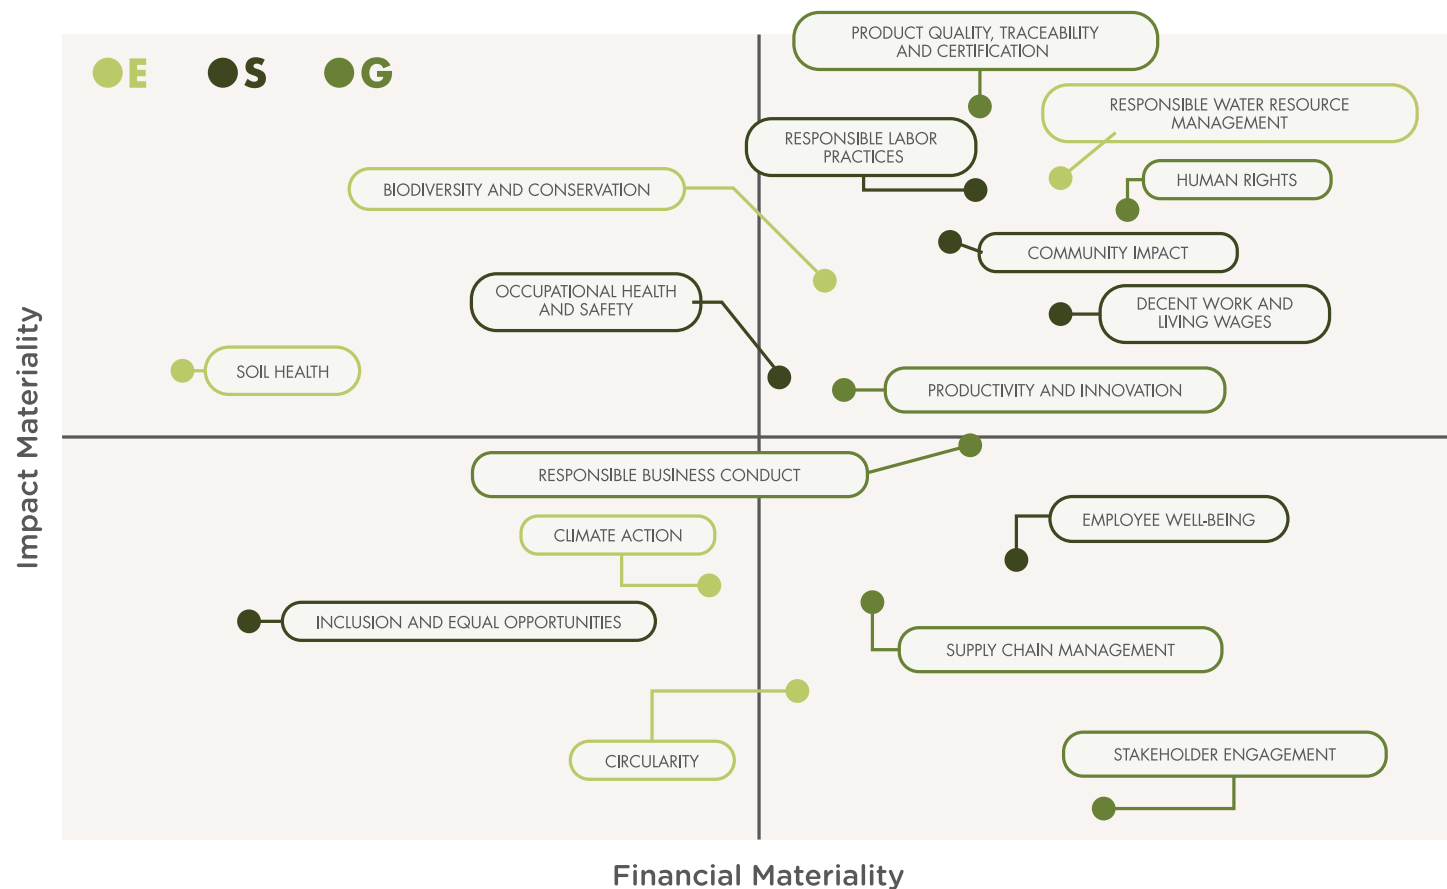 PRODUCT QUALITY, TRACEABILITY
AND CERTIFICATION
E
S
G
RESPONSIBLE WATER RESOURCE
MANAGEMENT
RESPONSIBLE LABOR
PRACTICES
BIODIVERSITY AND CONSERVATION
HUMAN RIGHTS
COMMUNITY IMPACT
OCCUPATIONAL HEALTH
AND SAFETY
DECENT WORK AND
LIVING WAGES
SOIL HEALTH
PRODUCTIVITY AND INNOVATION
Impact Materiality
RESPONSIBLE BUSINESS CONDUCT
EMPLOYEE WELL-BEING
CLIMATE ACTION
INCLUSION AND EQUAL OPPORTUNITIES
SUPPLY CHAIN MANAGEMENT
CIRCULARITY
STAKEHOLDER ENGAGEMENT
Financial Materiality